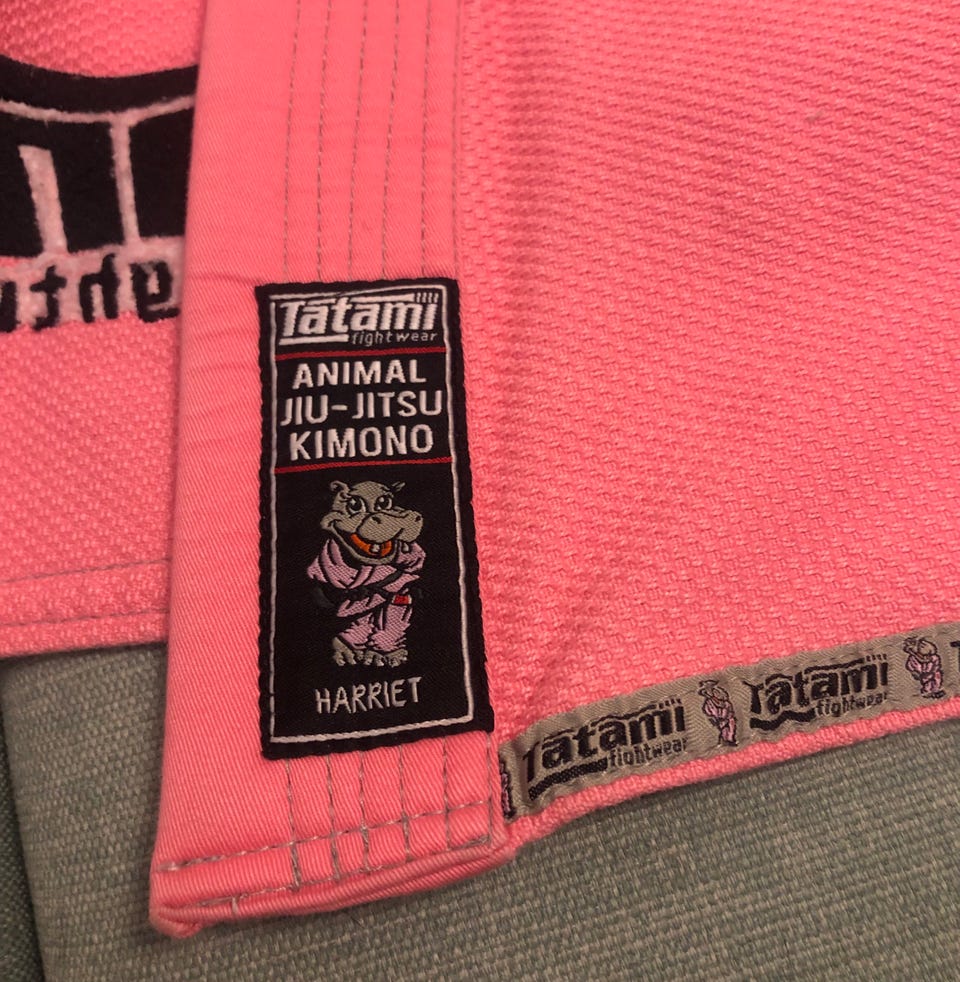 Tatami
fightwear
ANIMAL
JIU-JITSU
KIMONO
HARRIET
Tatami
fightwear
Tatami
fightwear